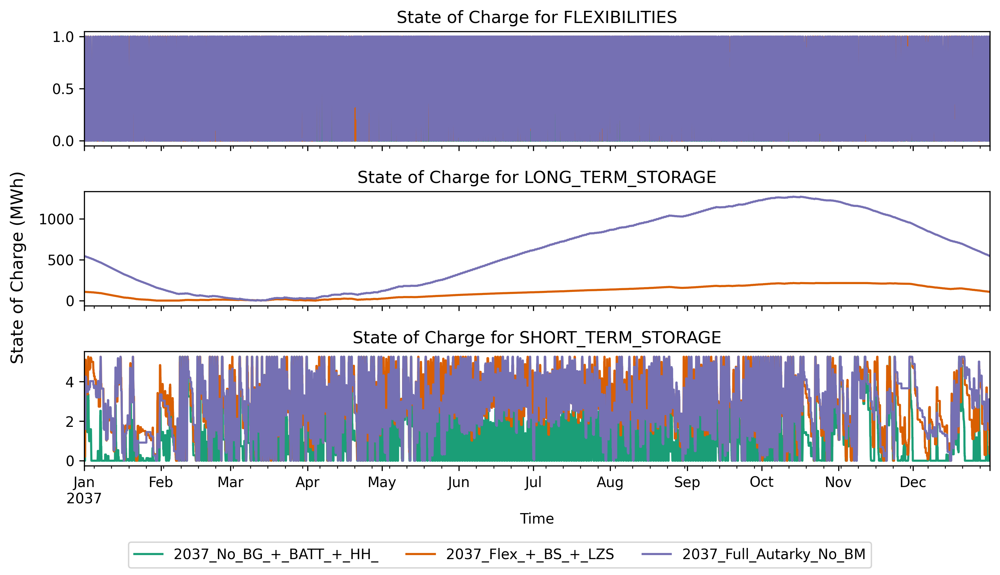 State of Charge for FLEXIBILITIES
1.0
0.5
0.0
State of Charge (MWh)
State of Charge for LONG_TERM_STORAGE
1000
500
0
State of Charge for SHORT_TERM_STORAGE
4
2
0
Jan Feb Mar Apr May Jun Jul Aug Sep Oct Nov Dec
2037
Time
2037_No_BG_+_BATT_+_HH_ 2037_Flex_+_BS_+_LZS 2037_Full_Autarky_No_BM